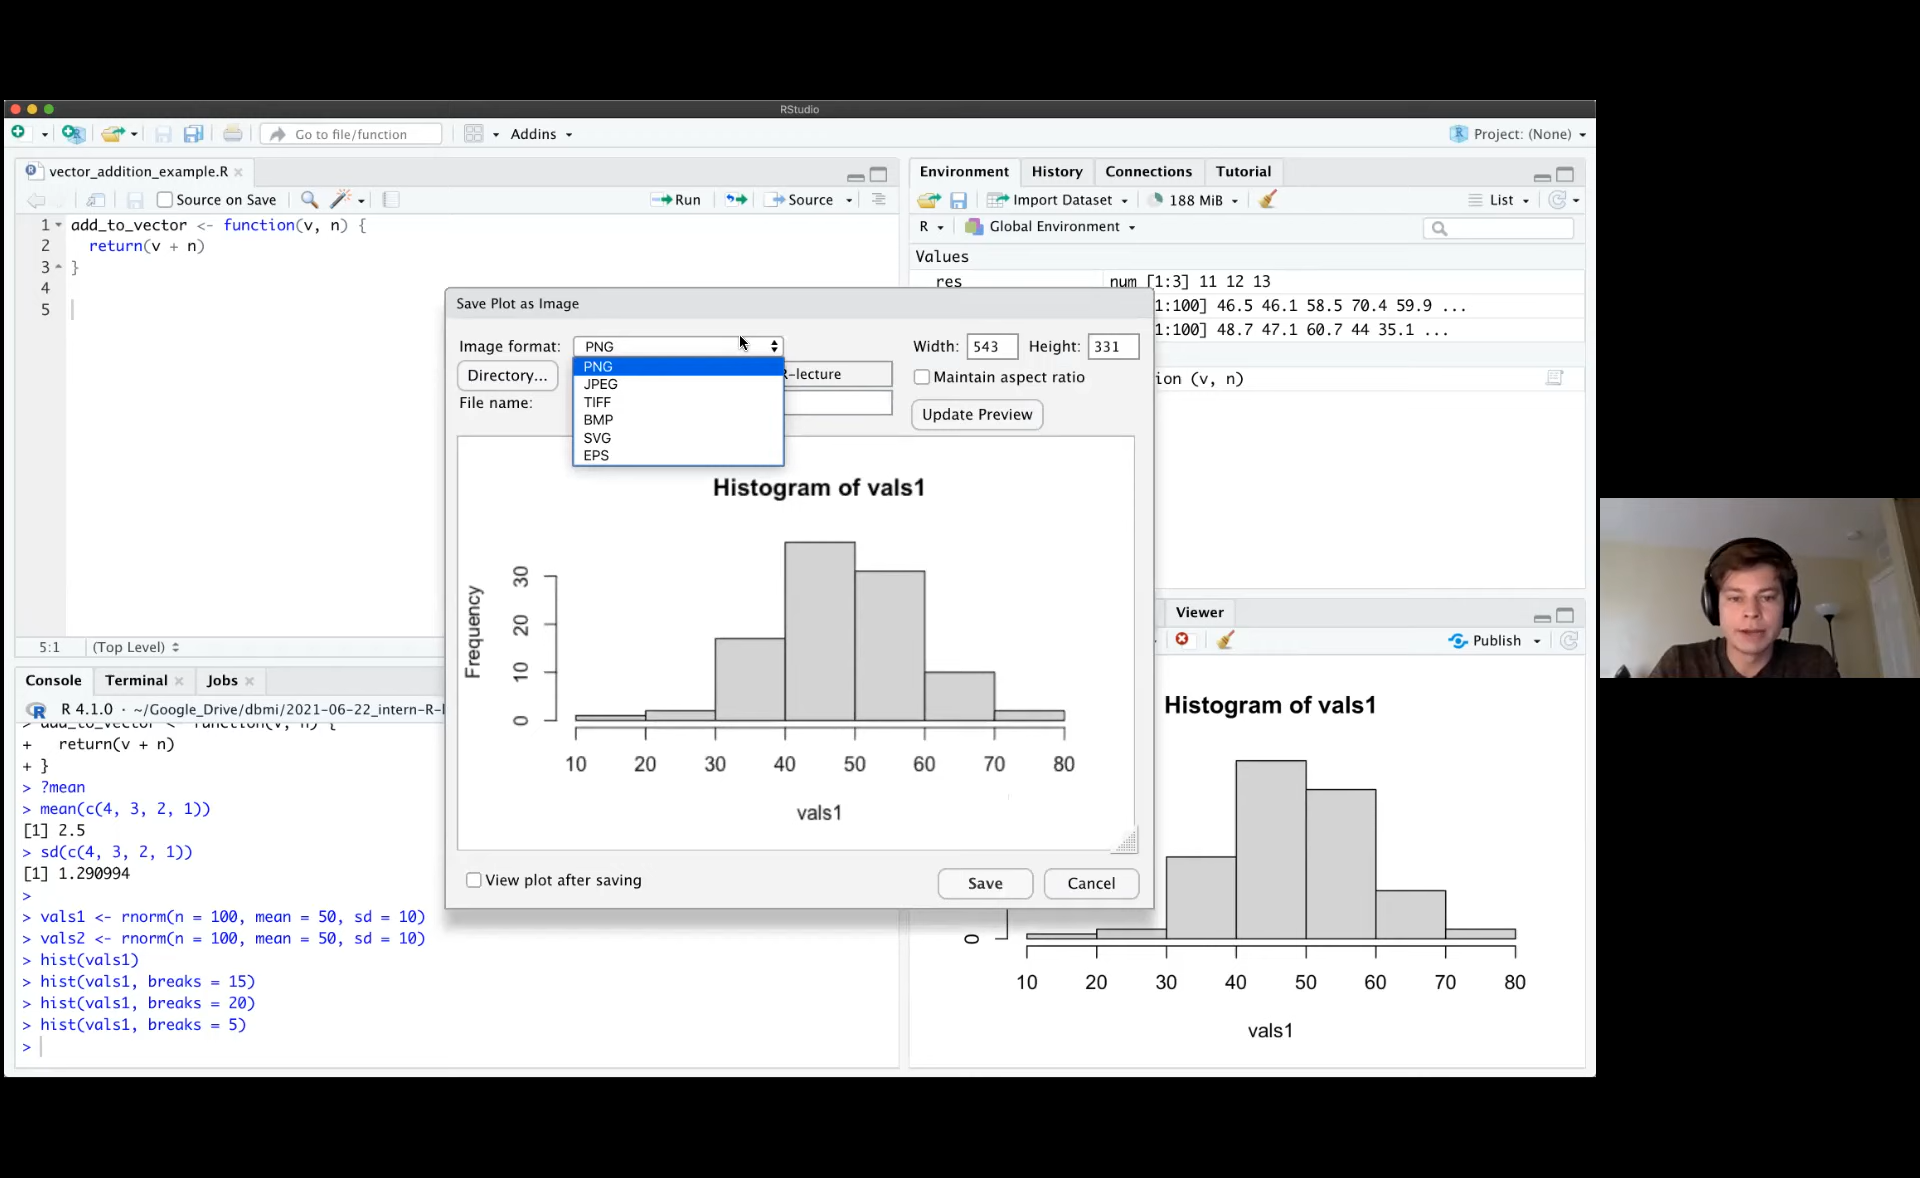 RStudio
Go to file/function
Addins
Project: (None)
vector_addition_example.R
Source on Save
Run
Source
1 add_to_vector <- function(v, n) {
2 return(v + n)
3 }
4
5
5:1
(Top Level)
Environment
History
Connections
Tutorial
Import Dataset
188 MiB
List
R
Global Environment
Values
res
num [1:3] 11 12 13
1:100] 46.5 46.1 58.5 70.4 59.9 ...
1:100] 48.7 47.1 60.7 44 35.1 ...
ion (v, n)
Save Plot as Image
Image format:
PNG
PNG
JPEG
TIFF
BMP
SVG
EPS
Directory...
R-lecture
File name:
Width: 543 Height: 331
Maintain aspect ratio
Update Preview
Histogram of vals1
Frequency
30
20
10
0
10 20 30 40 50 60 70 80
vals1
View plot after saving
Save
Cancel
Console
Terminal
Jobs
R 4.1.0 · ~/Google_Drive/dbmi/2021-06-22_intern-R-l
> add_to_vector <- function(v, n) {
+ return(v + n)
+ }
> ?mean
> mean(c(4, 3, 2, 1))
[1] 2.5
> sd(c(4, 3, 2, 1))
[1] 1.290994
>
> vals1 <- rnorm(n = 100, mean = 50, sd = 10)
> vals2 <- rnorm(n = 100, mean = 50, sd = 10)
> hist(vals1)
> hist(vals1, breaks = 15)
> hist(vals1, breaks = 20)
> hist(vals1, breaks = 5)
>
Viewer
Publish
Histogram of vals1
0
10 20 30 40 50 60 70 80
vals1